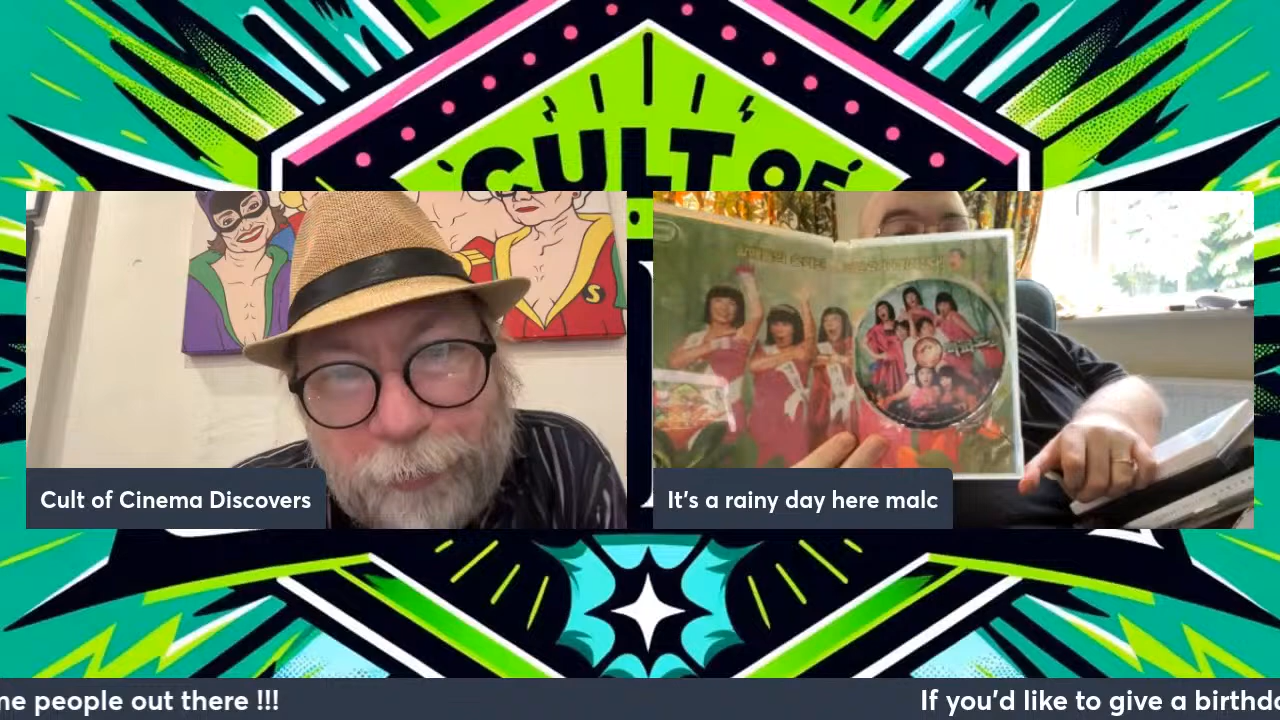 CULT OF
S
Cult of Cinema Discovers
It's a rainy day here malc
me people out there !!!
If you'd like to give a birthda